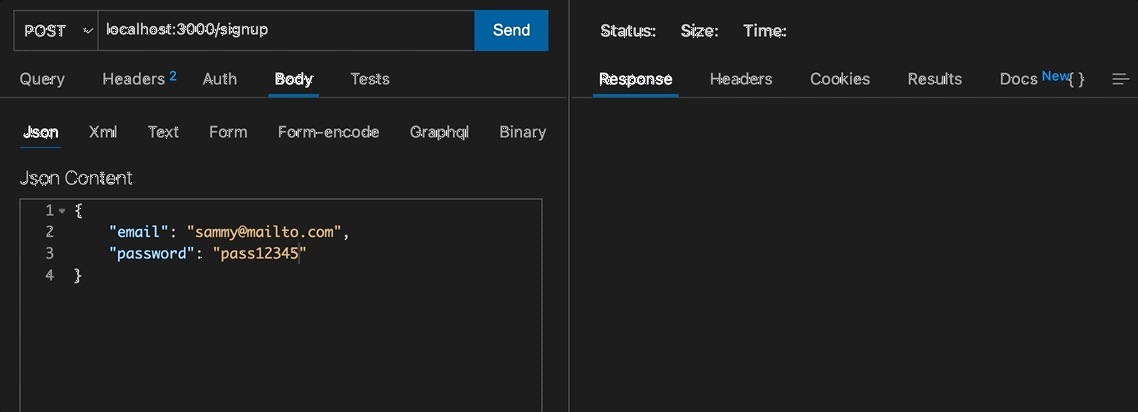 POST localhost:3000/signup Send
Query Headers 2 Auth Body Tests
Json Xml Text Form Form-encode Graphql Binary
Json Content
1 {
2 "email": "sammy@mailto.com",
3 "password": "pass12345"
4 }
Status: Size: Time:
Response Headers Cookies Results Docs New { }